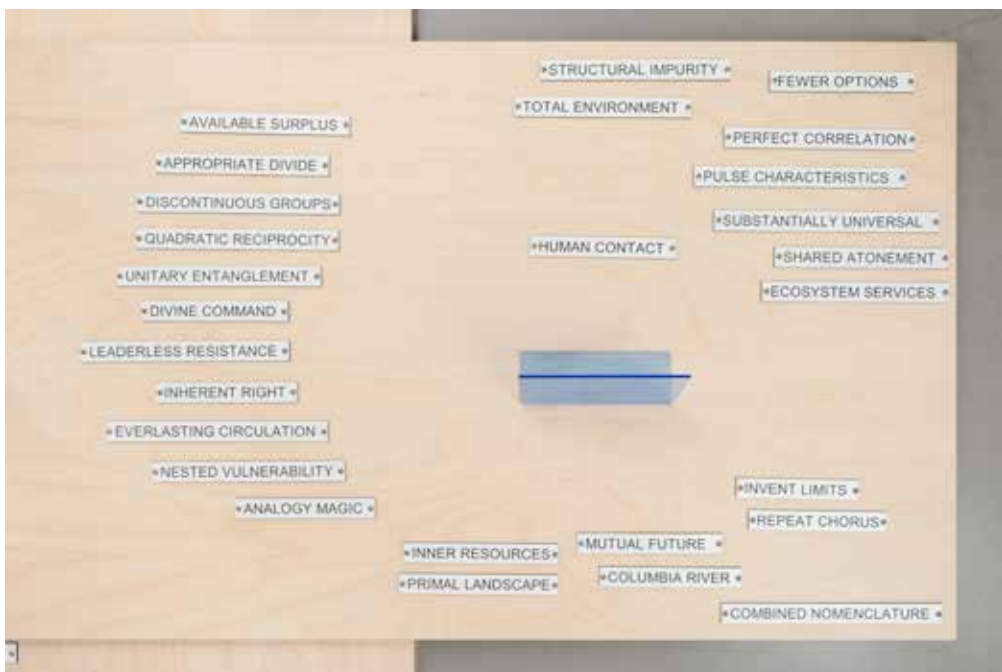 STRUCTURAL IMPURITY
FEWER OPTIONS
TOTAL ENVIRONMENT
AVAILABLE SURPLUS
PERFECT CORRELATION
APPROPRIATE DIVIDE
PULSE CHARACTERISTICS
DISCONTINUOUS GROUPS
SUBSTANTIALLY UNIVERSAL
QUADRATIC RECIPROCITY
HUMAN CONTACT
SHARED ATONEMENT
UNITARY ENTANGLEMENT
ECOSYSTEM SERVICES
DIVINE COMMAND
LEADERLESS RESISTANCE
INHERENT RIGHT
EVERLASTING CIRCULATION
NESTED VULNERABILITY
INVENT LIMITS
ANALOGY MAGIC
REPEAT CHORUS
MUTUAL FUTURE
INNER RESOURCES
COLUMBIA RIVER
PRIMAL LANDSCAPE
COMBINED NOMENCLATURE